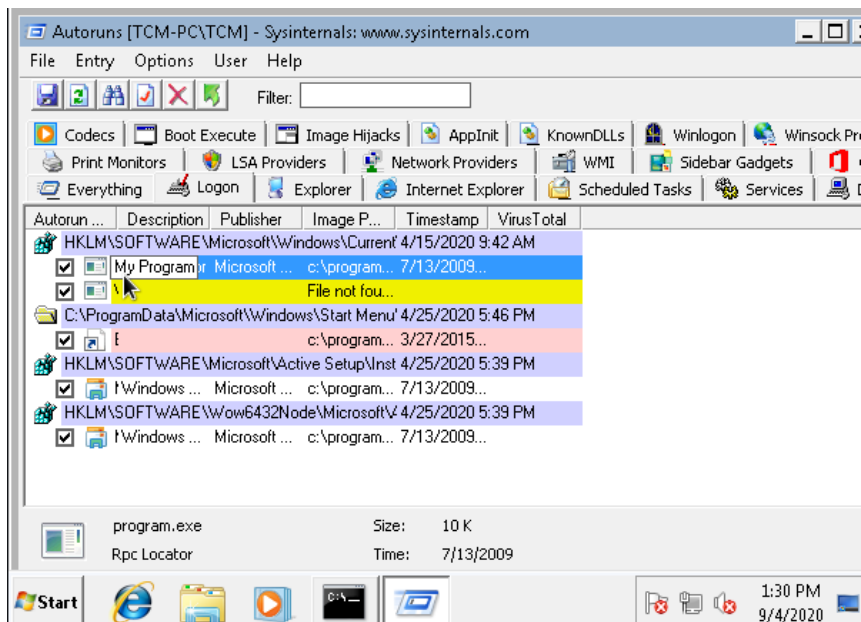 Autoruns [TCM-PC\TCM] - Sysinternals: www.sysinternals.com
File Entry Options User Help
Filter:
Codecs Boot Execute Image Hijacks AppInit KnownDLLs Winlogon Winsock Pro
Print Monitors LSA Providers Network Providers WMI Sidebar Gadgets
Everything Logon Explorer Internet Explorer Scheduled Tasks Services
Autorun ... Description Publisher Image P... Timestamp VirusTotal
HKLM\SOFTWARE\Microsoft\Windows\Current 4/15/2020 9:42 AM
My Program Microsoft ... c:\program... 7/13/2009...
File not fou...
C:\ProgramData\Microsoft\Windows\Start Menu' 4/25/2020 5:46 PM
c:\program... 3/27/2015...
HKLM\SOFTWARE\Microsoft\Active Setup\Inst 4/25/2020 5:39 PM
Windows ... Microsoft ... c:\program... 7/13/2009...
HKLM\SOFTWARE\Wow6432Node\Microsoft\ 4/25/2020 5:39 PM
Windows ... Microsoft ... c:\program... 7/13/2009...
program.exe Size: 10 K
Rpc Locator Time: 7/13/2009
Start C:\_ 1:30 PM
9/4/2020